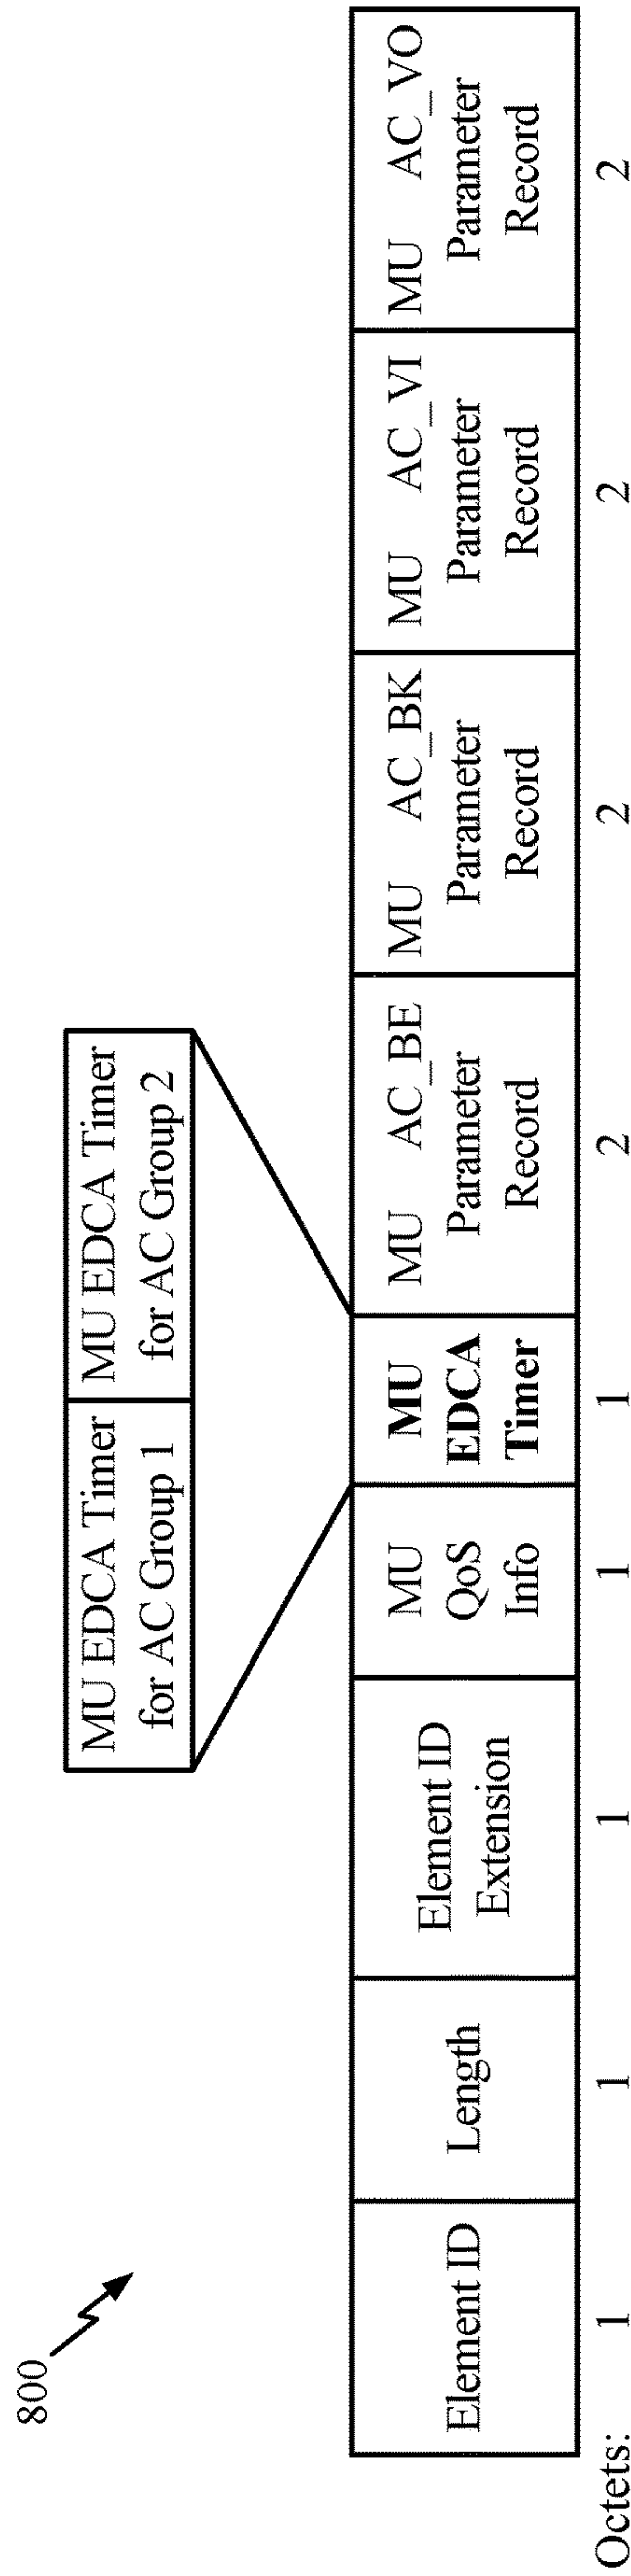 800
MU EDCA Timer
for AC Group 1
MU EDCA Timer
for AC Group 2
Element ID
Length
Element ID
Extension
MU
QoS
Info
MU
EDCA
Timer
MU AC_BE
Parameter
Record
MU AC_BK
Parameter
Record
MU AC_VI
Parameter
Record
MU AC_VO
Parameter
Record
Octets: 1 1 1 1 1 2 2 2 2